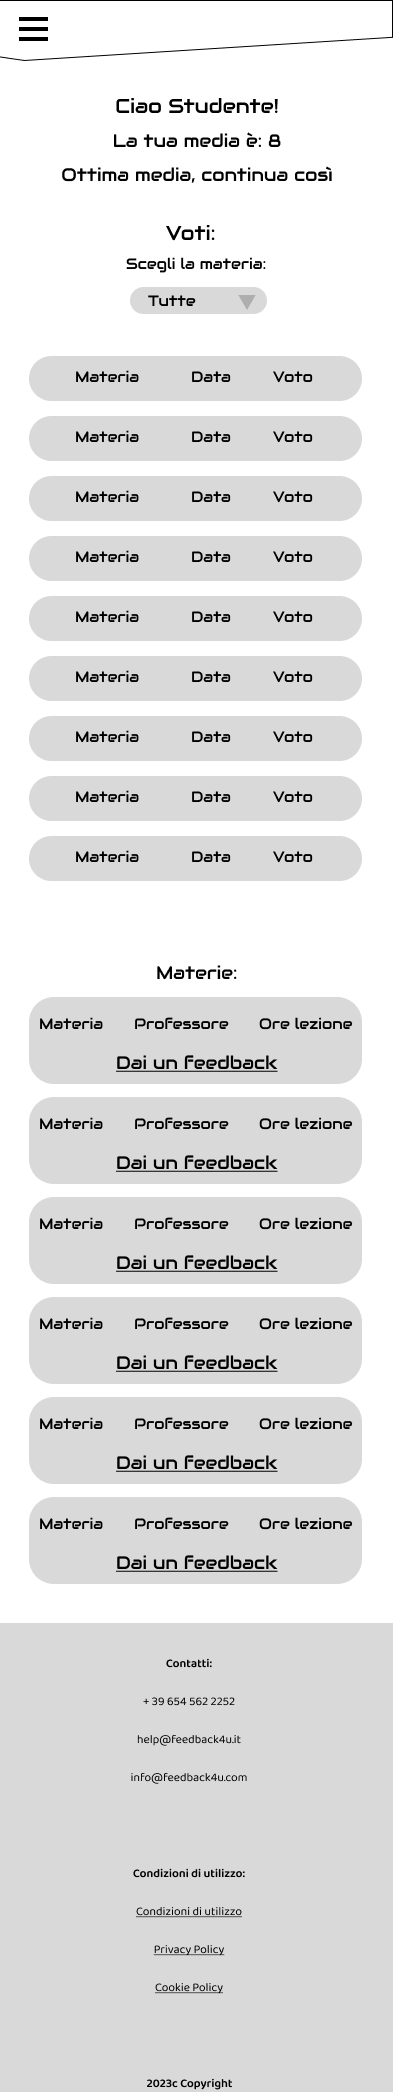 Ciao Studente!
La tua media è: 8
Ottima media, continua così
Voti:
Scegli la materia:
Tutte
Materia Data Voto
Materia Data Voto
Materia Data Voto
Materia Data Voto
Materia Data Voto
Materia Data Voto
Materia Data Voto
Materia Data Voto
Materia Data Voto
Materie:
Materia Professore Ore lezione
Dai un feedback
Materia Professore Ore lezione
Dai un feedback
Materia Professore Ore lezione
Dai un feedback
Materia Professore Ore lezione
Dai un feedback
Materia Professore Ore lezione
Dai un feedback
Materia Professore Ore lezione
Dai un feedback
Contatti:
+ 39 654 562 2252
help@feedback4u.it
info@feedback4u.com
Condizioni di utilizzo:
Condizioni di utilizzo
Privacy Policy
Cookie Policy
2023c Copyright